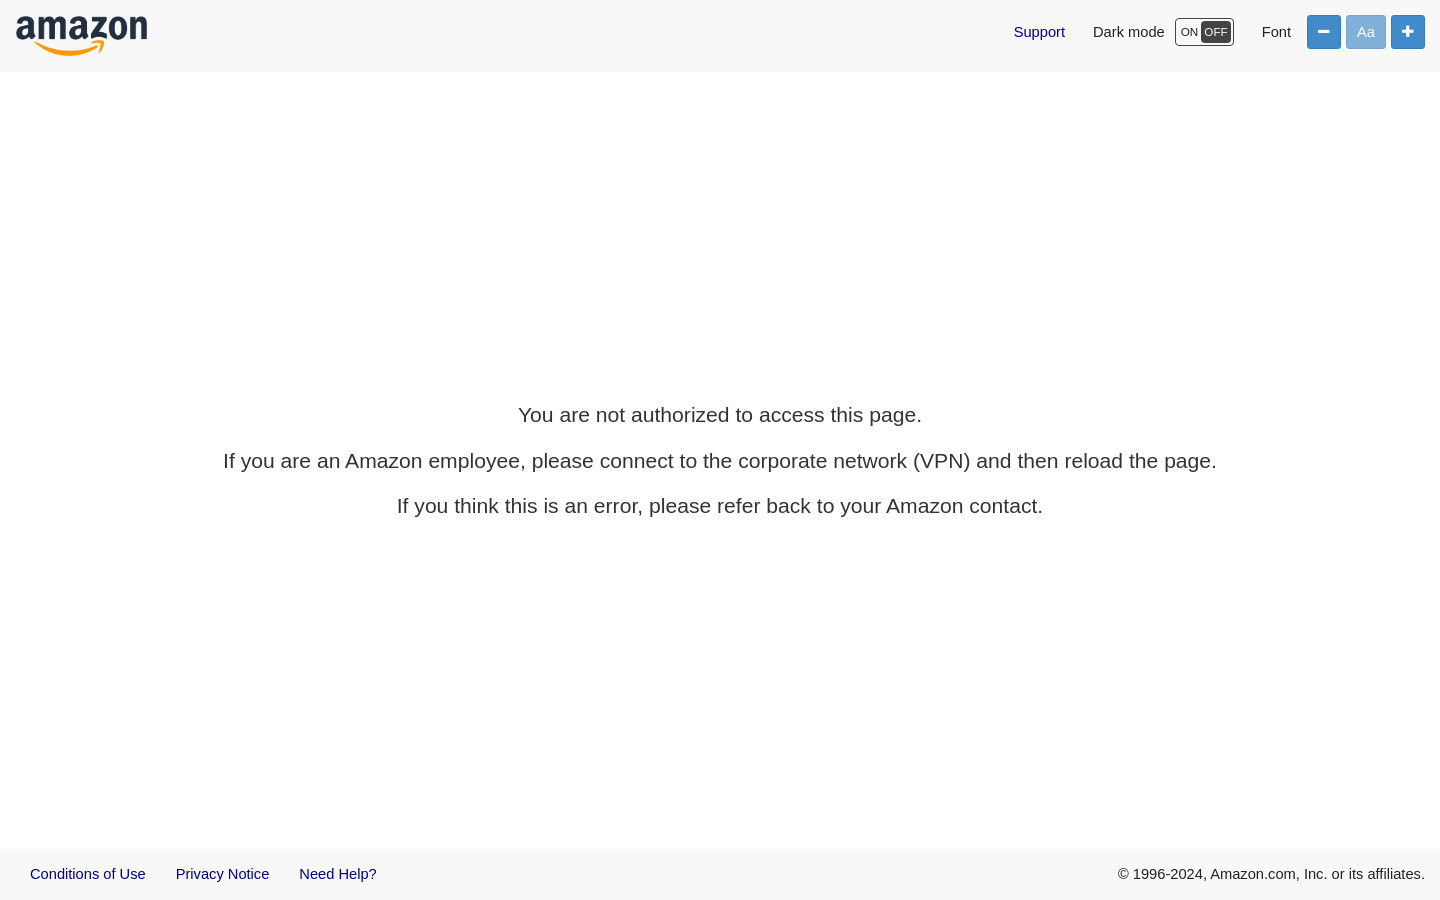 amazon
Support Dark mode ON OFF Font Aa
You are not authorized to access this page.
If you are an Amazon employee, please connect to the corporate network (VPN) and then reload the page.
If you think this is an error, please refer back to your Amazon contact.
Conditions of Use Privacy Notice Need Help? © 1996-2024, Amazon.com, Inc. or its affiliates.